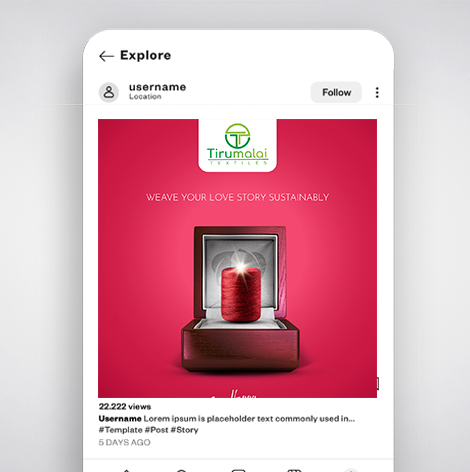 Explore
username
Location
Follow
Tirumalai
TEXTILES
WEAVE YOUR LOVE STORY SUSTAINABLY
Happy
22.222 views
Username Lorem ipsum is placeholder text commonly used in...
#Template #Post #Story
5 DAYS AGO